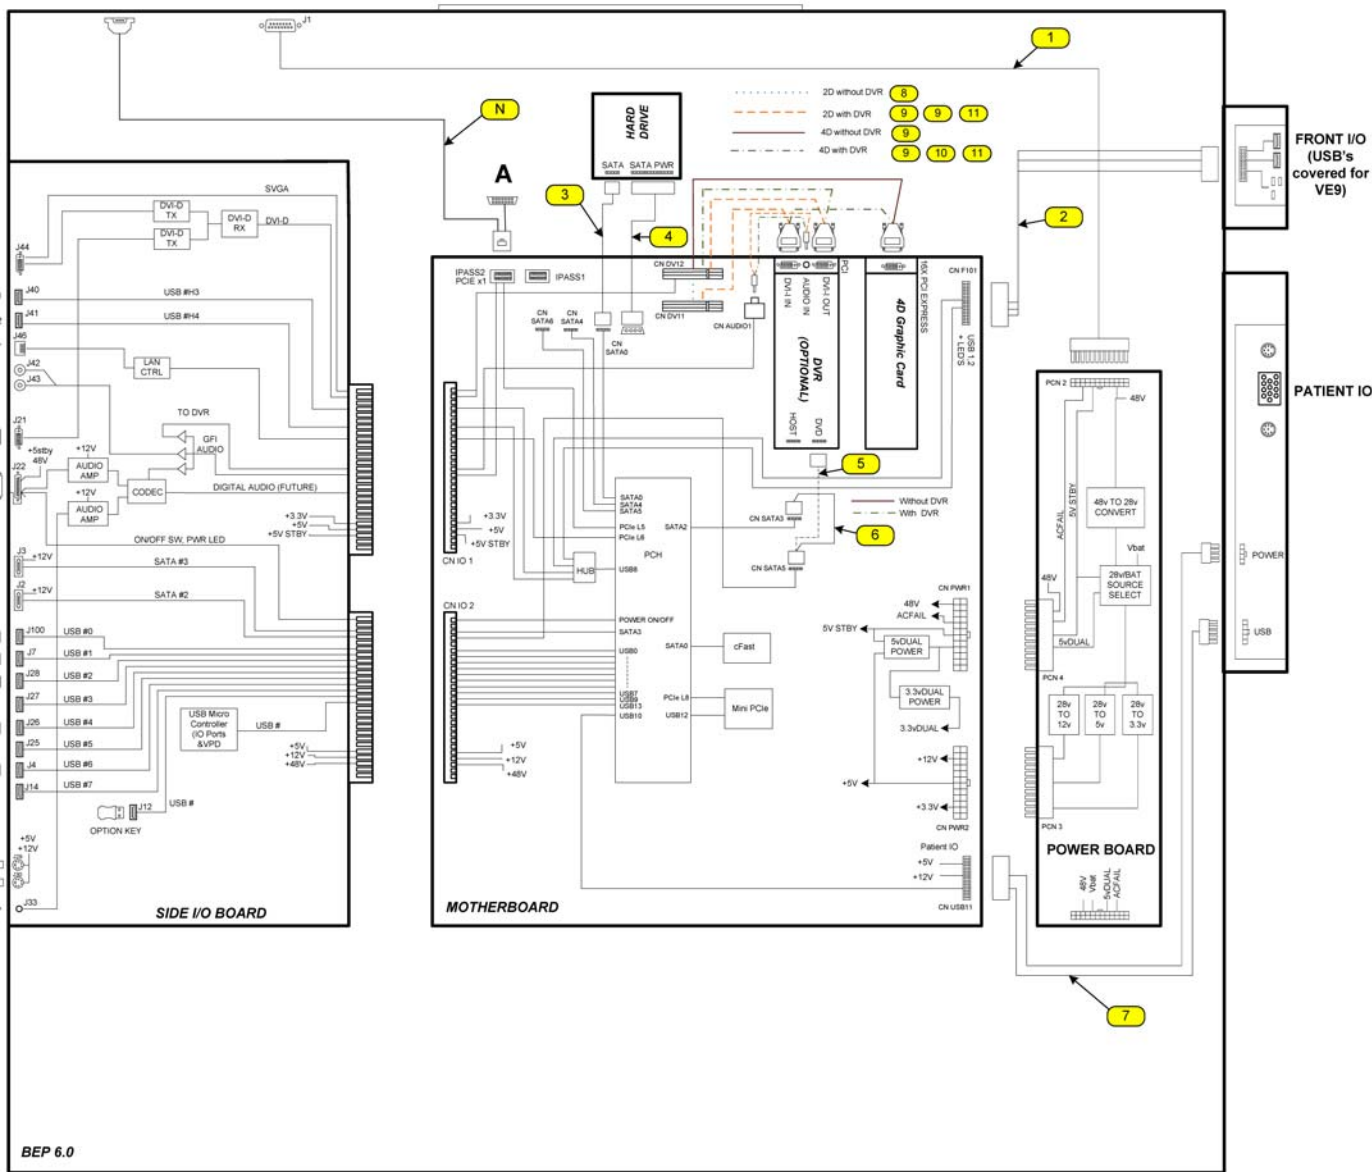 J1
1
N
HARD
DRIVE
SATA
SATA PWR
2D without DVR
8
2D with DVR
9
9
11
4D without DVR
9
4D with DVR
9
10
11
A
3
4
FRONT I/O
(USB's
covered for
VE9)
2
SVGA
DVI-D
TX
DVI-D
TX
DVI-D
RX
DVI-D
J44
J40
USB #H3
J41
USB #H4
J46
J42
J43
LAN
CTRL
J21
TO DVR
GFI
AUDIO
+5stby
48V
J22
+12V
AUDIO
AMP
+12V
AUDIO
AMP
CODEC
DIGITAL AUDIO (FUTURE)
+3.3V
+5V
+5V STBY
ON/OFF SW, PWR LED
J3
+12V
SATA #3
J2
+12V
SATA #2
J100
USB #0
J7
USB #1
J28
USB #2
J27
USB #3
J26
USB #4
J25
USB #5
J4
USB #6
J14
USB #7
USB Micro
Controller
(IO Ports
&VPD
USB #
+5V
+12V
+48V
J12
USB #
OPTION KEY
+5V
+12V
J33
SIDE I/O BOARD
IPASS2
PCIE x1
IPASS1
CN
SATA6
CN
SATA4
CN
SATA0
CN DV12
CN DV11
CN AUDIO1
DVI-I IN
AUDIO IN
DVI-I OUT
PCI
DVR
(OPTIONAL)
HOST
DVD
16X PCI EXPRESS
4D Graphic Card
CN F101
USB 1,2
+ LED'S
5
Without DVR
With DVR
6
CN SATA3
CN SATA5
+3.3V
+5V
+5V STBY
CN IO 1
HUB
SATA0
SATA4
SATA5
PCIe L5
PCIe L6
PCH
USB8
SATA2
CN IO 2
POWER ON/OFF
SATA3
USB0
USB7
USB9
USB13
USB10
SATA0
cFast
PCIe L8
USB12
Mini PCIe
+5V
+12V
+48V
CN PWR1
48V
ACFAIL
5V STBY
5vDUAL
POWER
3.3vDUAL
POWER
3.3vDUAL
+12V
+5V
+3.3V
CN PWR2
Patient IO
+5V
+12V
CN USB11
MOTHERBOARD
PCN 2
48V
ACFAIL
5V STBY
48v TO 28v
CONVERT
Vbat
28v/BAT
SOURCE
SELECT
48V
5vDUAL
PCN 4
28v
TO
12v
28v
TO
5v
28v
TO
3.3v
PCN 3
POWER BOARD
48V
Vbat
5vDUAL
ACFAIL
PATIENT IO
POWER
USB
7
BEP 6.0